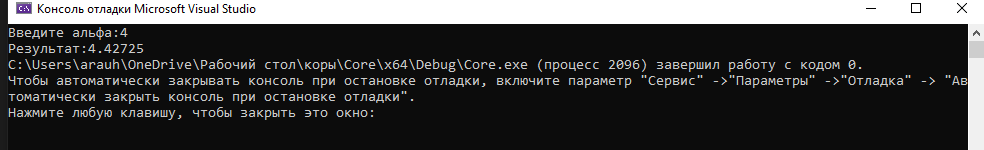 Консоль отладки Microsoft Visual Studio
Введите альфа:4
Результат:4.42725
C:\Users\arauh\OneDrive\Рабочий стол\коры\Core\x64\Debug\Core.exe (процесс 2096) завершил работу с кодом 0.
Чтобы автоматически закрывать консоль при остановке отладки, включите параметр "Сервис" ->"Параметры" ->"Отладка" -> "Ав
томатически закрыть консоль при остановке отладки".
Нажмите любую клавишу, чтобы закрыть это окно: